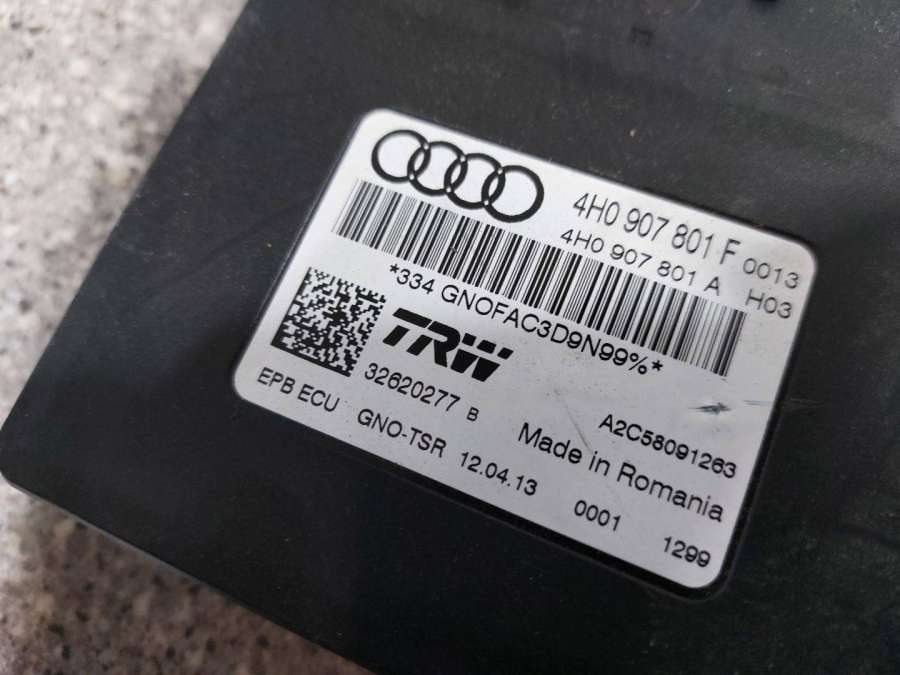 4H0 907 801 F 0013
4H0 907 801 A H03
*334 GNOFAC3D9N99%*
TRW
32620277 B
A2C58091263
EPB ECU GNO-TSR 12.04.13
Made in Romania
0001 1299